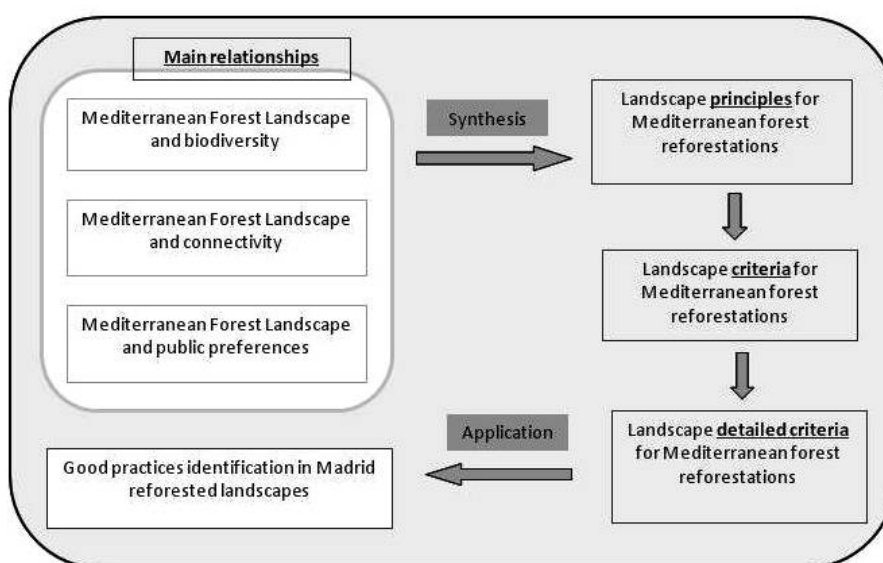 Main relationships
Mediterranean Forest Landscape
and biodiversity
Mediterranean Forest Landscape
and connectivity
Mediterranean Forest Landscape
and public preferences
Synthesis
Landscape principles for
Mediterranean forest
reforestations
Landscape criteria for
Mediterranean forest
reforestations
Landscape detailed criteria
for Mediterranean forest
reforestations
Application
Good practices identification in Madrid
reforested landscapes